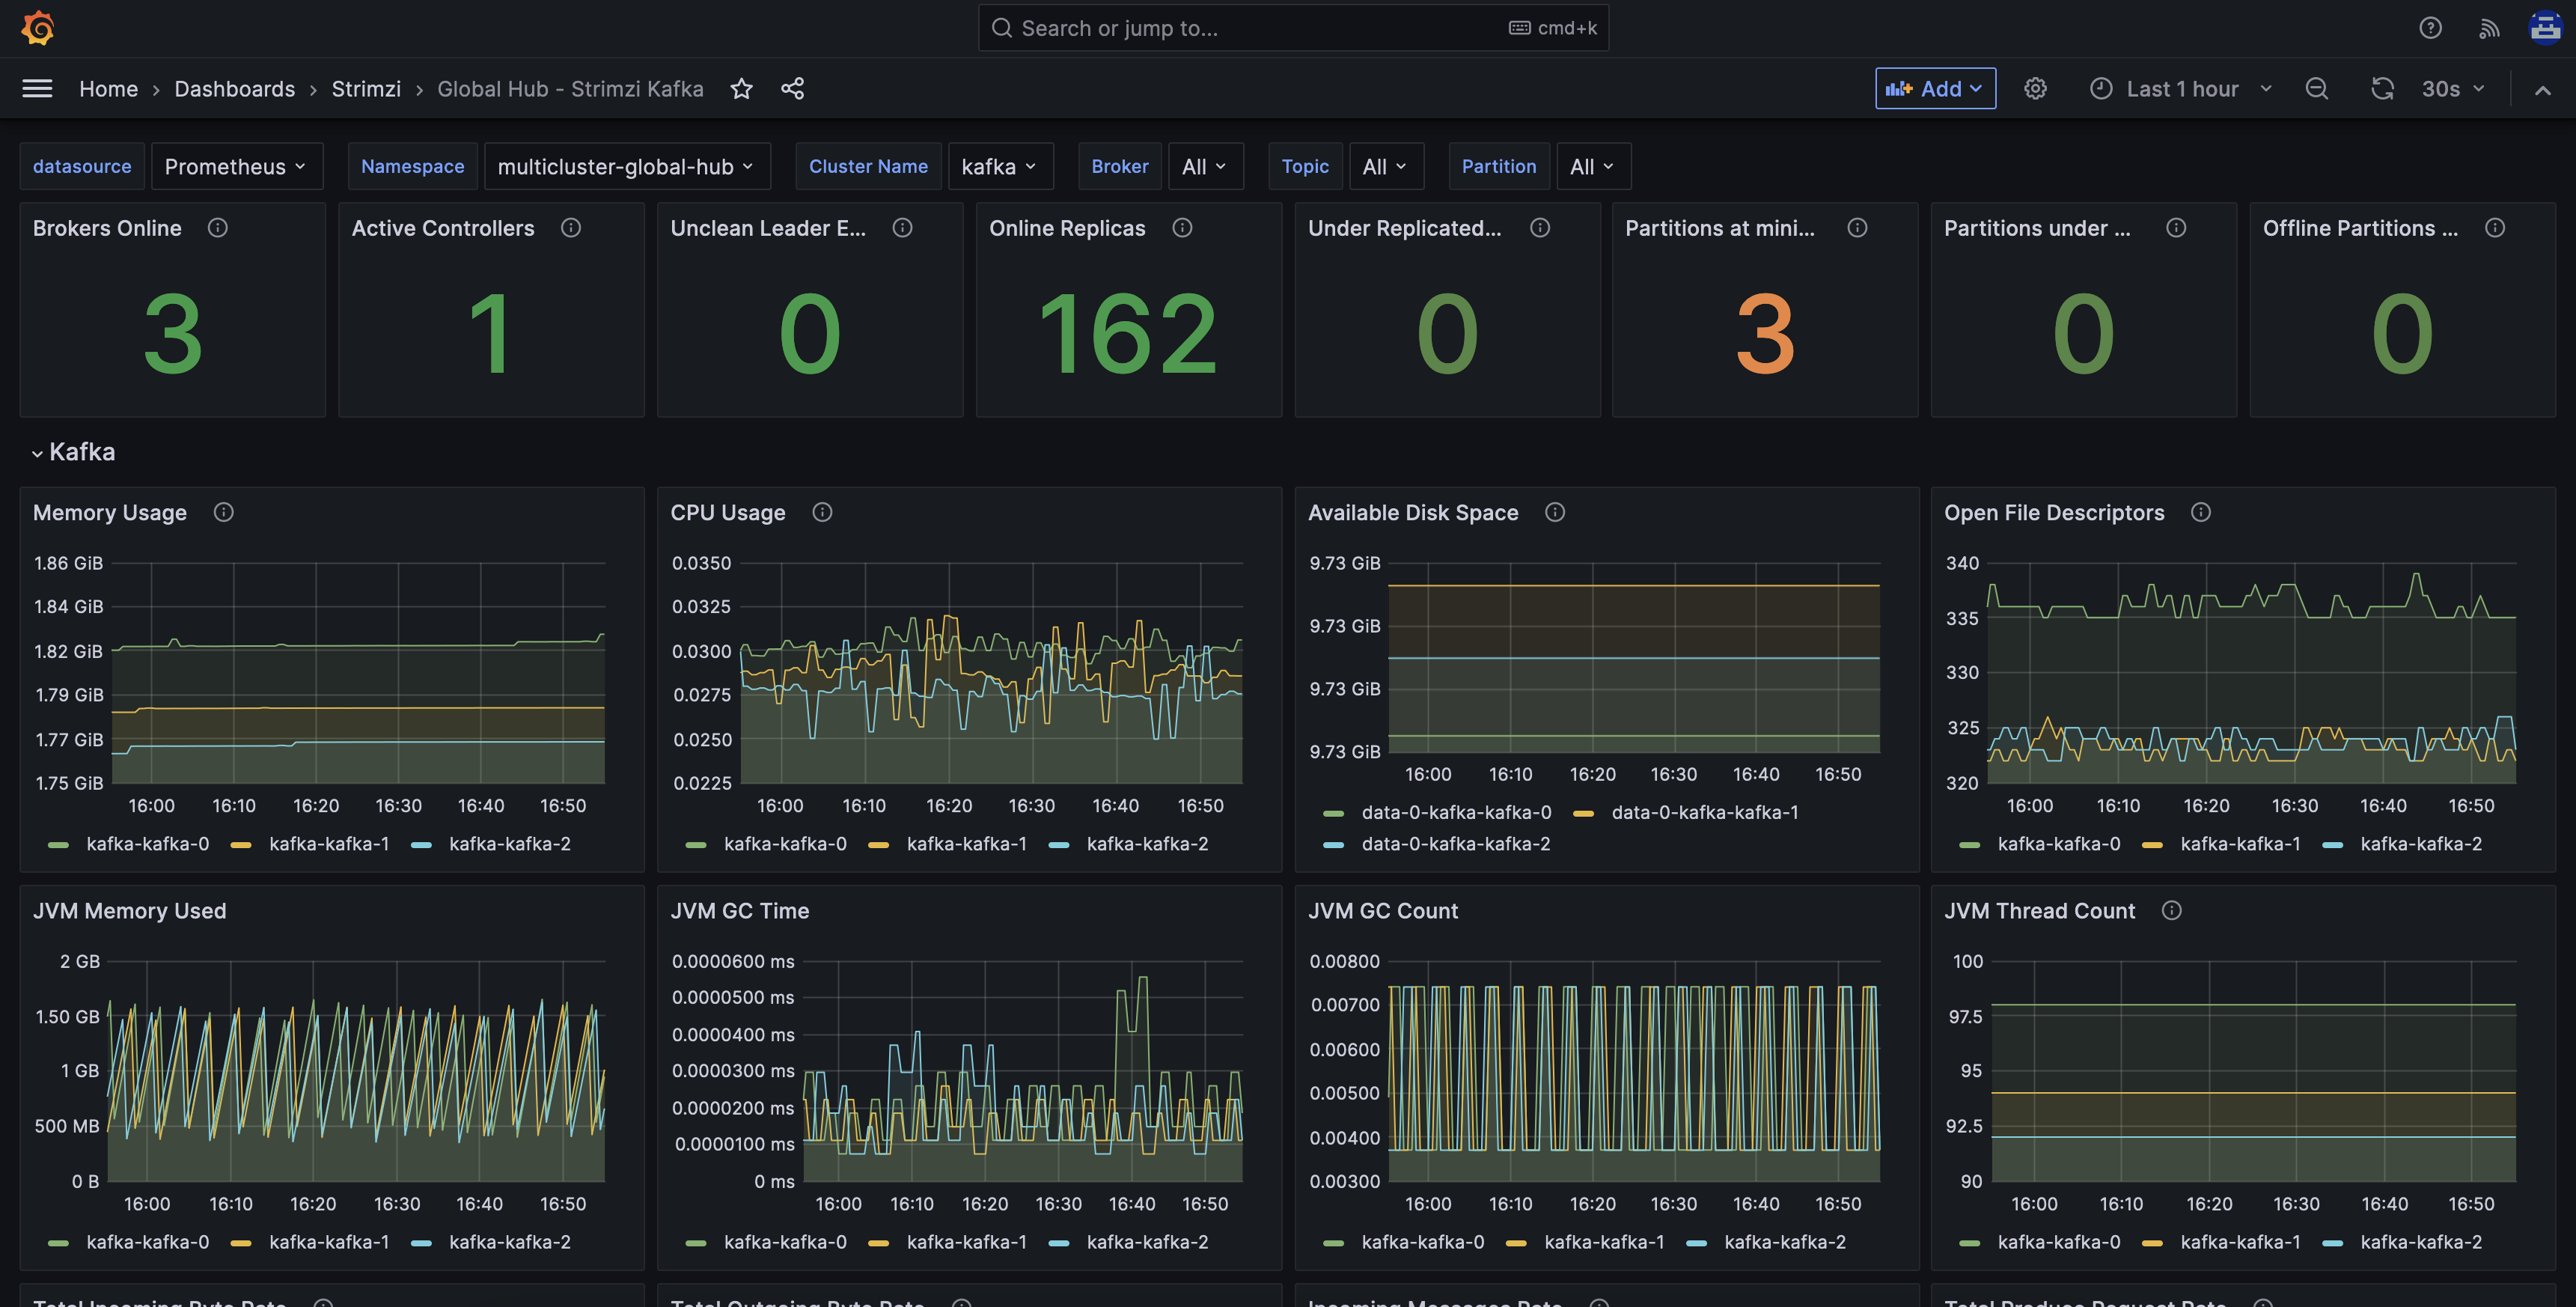 Search or jump to... cmd+k
Home › Dashboards › Strimzi › Global Hub - Strimzi Kafka Add Last 1 hour 30s
datasource Prometheus Namespace multicluster-global-hub Cluster Name kafka Broker All Topic All Partition All
Brokers Online Active Controllers Unclean Leader E... Online Replicas Under Replicated... Partitions at mini... Partitions under ... Offline Partitions ...
3 1 0 162 0 3 0 0
Kafka
Memory Usage
1.86 GiB
1.84 GiB
1.82 GiB
1.79 GiB
1.77 GiB
1.75 GiB
16:00 16:10 16:20 16:30 16:40 16:50
kafka-kafka-0 kafka-kafka-1 kafka-kafka-2
CPU Usage
0.0350
0.0325
0.0300
0.0275
0.0250
0.0225
16:00 16:10 16:20 16:30 16:40 16:50
kafka-kafka-0 kafka-kafka-1 kafka-kafka-2
Available Disk Space
9.73 GiB
9.73 GiB
9.73 GiB
9.73 GiB
16:00 16:10 16:20 16:30 16:40 16:50
data-0-kafka-kafka-0 data-0-kafka-kafka-1
data-0-kafka-kafka-2
Open File Descriptors
340
335
330
325
320
16:00 16:10 16:20 16:30 16:40 16:50
kafka-kafka-0 kafka-kafka-1 kafka-kafka-2
JVM Memory Used
2 GB
1.50 GB
1 GB
500 MB
0 B
16:00 16:10 16:20 16:30 16:40 16:50
kafka-kafka-0 kafka-kafka-1 kafka-kafka-2
JVM GC Time
0.0000600 ms
0.0000500 ms
0.0000400 ms
0.0000300 ms
0.0000200 ms
0.0000100 ms
0 ms
16:00 16:10 16:20 16:30 16:40 16:50
kafka-kafka-0 kafka-kafka-1 kafka-kafka-2
JVM GC Count
0.00800
0.00700
0.00600
0.00500
0.00400
0.00300
16:00 16:10 16:20 16:30 16:40 16:50
kafka-kafka-0 kafka-kafka-1 kafka-kafka-2
JVM Thread Count
100
97.5
95
92.5
90
16:00 16:10 16:20 16:30 16:40 16:50
kafka-kafka-0 kafka-kafka-1 kafka-kafka-2
Total Incoming Byte Rate Total Outgoing Byte Rate Incoming Messages Rate Total Produce Request Rate